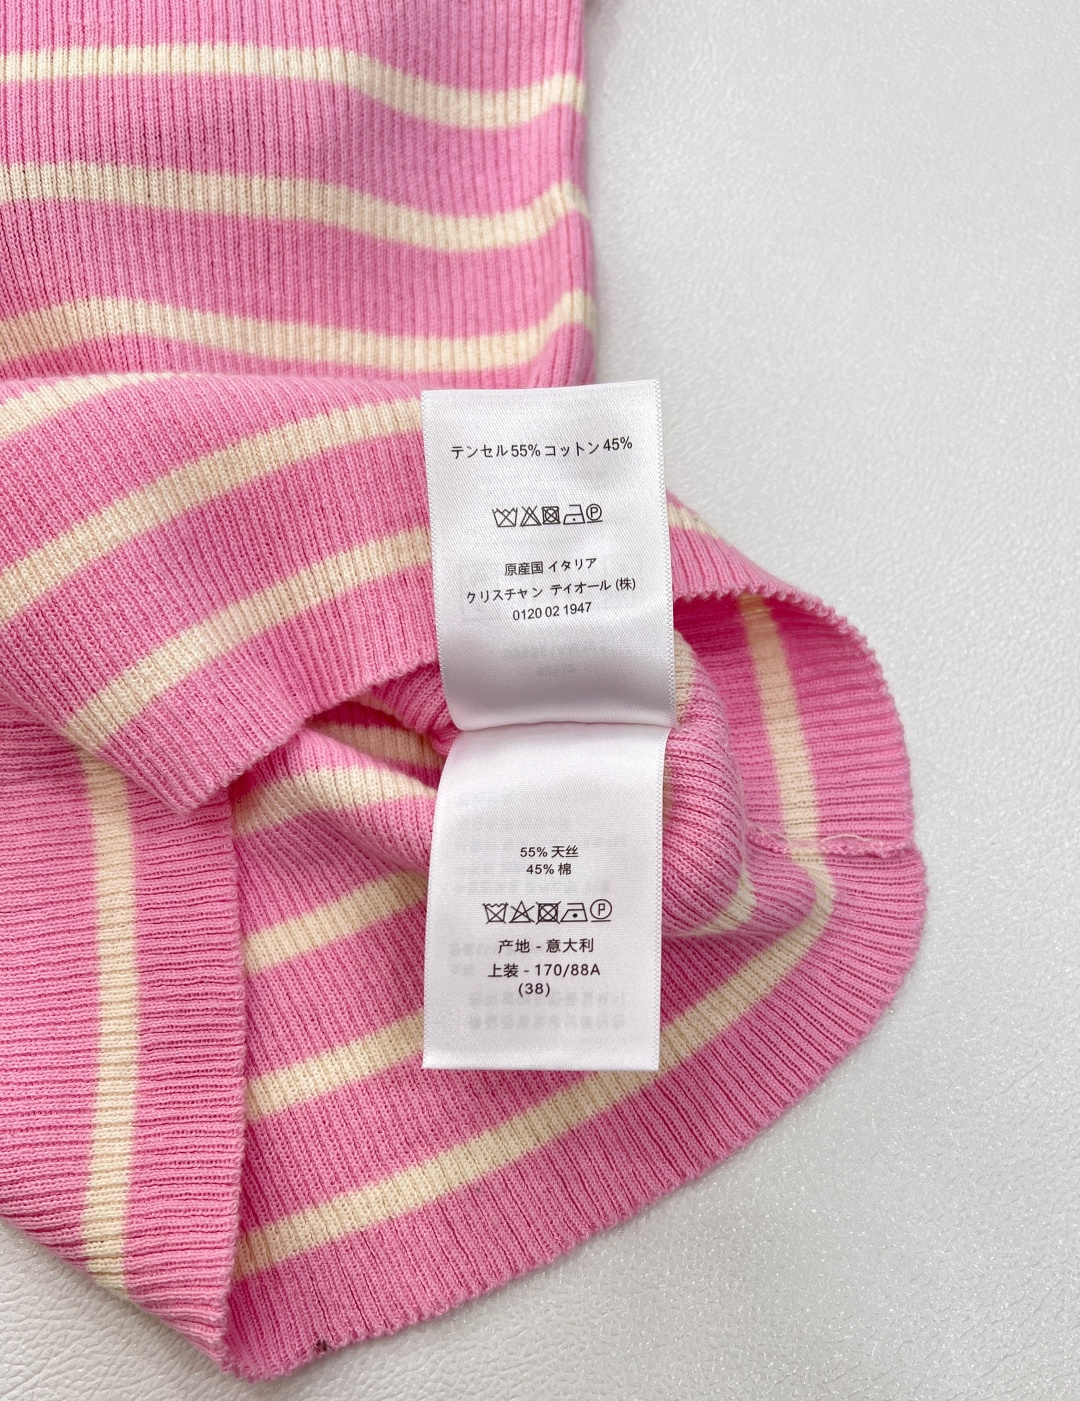 テンセル55% コットン45%
原産国 イタリア
クリスチャン テイオール (株)
0120 02 1947
55% 天丝
45% 棉
产地 - 意大利
上装 - 170/88A
(38)